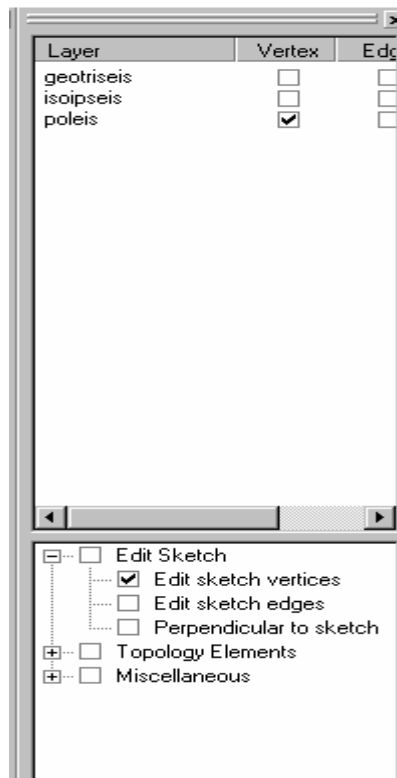 Layer Vertex Edg
geotriseis
isoipseis
poleis
Edit Sketch
Edit sketch vertices
Edit sketch edges
Perpendicular to sketch
Topology Elements
Miscellaneous